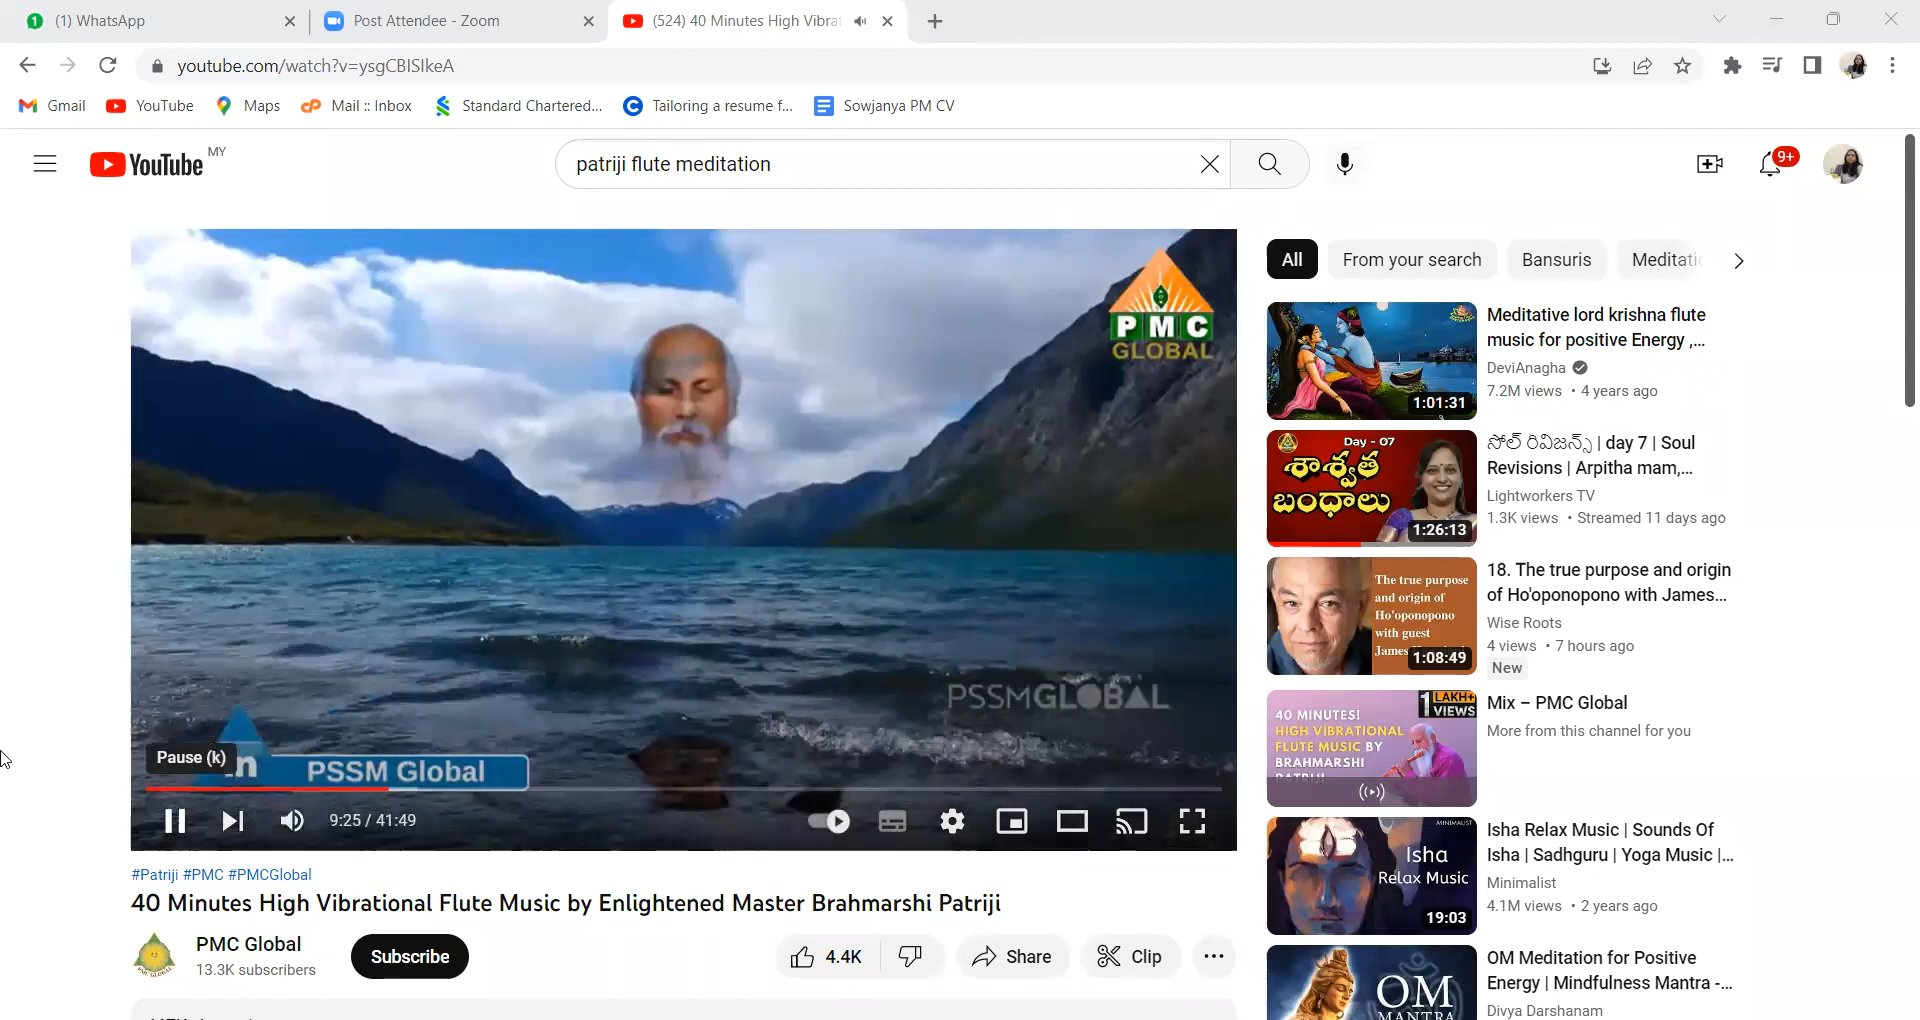 (1) WhatsApp
Post Attendee - Zoom
(524) 40 Minutes High Vibra
youtube.com/watch?v=ysgCBISlkeA
Gmail
YouTube
Maps
Mail :: Inbox
Standard Chartered...
Tailoring a resume f...
Sowjanya PM CV
YouTube MY
patriji flute meditation
9+
PMC
GLOBAL
PSSMGLOBAL
Pause (k)
in
PSSM Global
9:25 / 41:49
#Patriji #PMC #PMCGlobal
40 Minutes High Vibrational Flute Music by Enlightened Master Brahmarshi Patriji
PMC Global
13.3K subscribers
Subscribe
4.4K
Share
Clip
All
From your search
Bansuris
Meditatic
1:01:31
Meditative lord krishna flute
music for positive Energy ,...
DeviAnagha
7.2M views • 4 years ago
Day - 07
శాశ్వత
బంధాలు
1:26:13
సోల్ రివిజన్స్ | day 7 | Soul
Revisions | Arpitha mam,...
Lightworkers TV
1.3K views • Streamed 11 days ago
The true purpose
and origin of
Ho'oponopono
with guest
James
1:08:49
18. The true purpose and origin
of Ho'oponopono with James...
Wise Roots
4 views • 7 hours ago
New
1 LAKH+
VIEWS
40 MINUTES!
HIGH VIBRATIONAL
FLUTE MUSIC BY
BRAHMARSHI
PATRIJI
Mix – PMC Global
More from this channel for you
MINIMALIST
Isha
Relax Music
19:03
Isha Relax Music | Sounds Of
Isha | Sadhguru | Yoga Music |...
Minimalist
4.1M views • 2 years ago
OM
MANTRA
OM Meditation for Positive
Energy | Mindfulness Mantra -...
Divya Darshanam